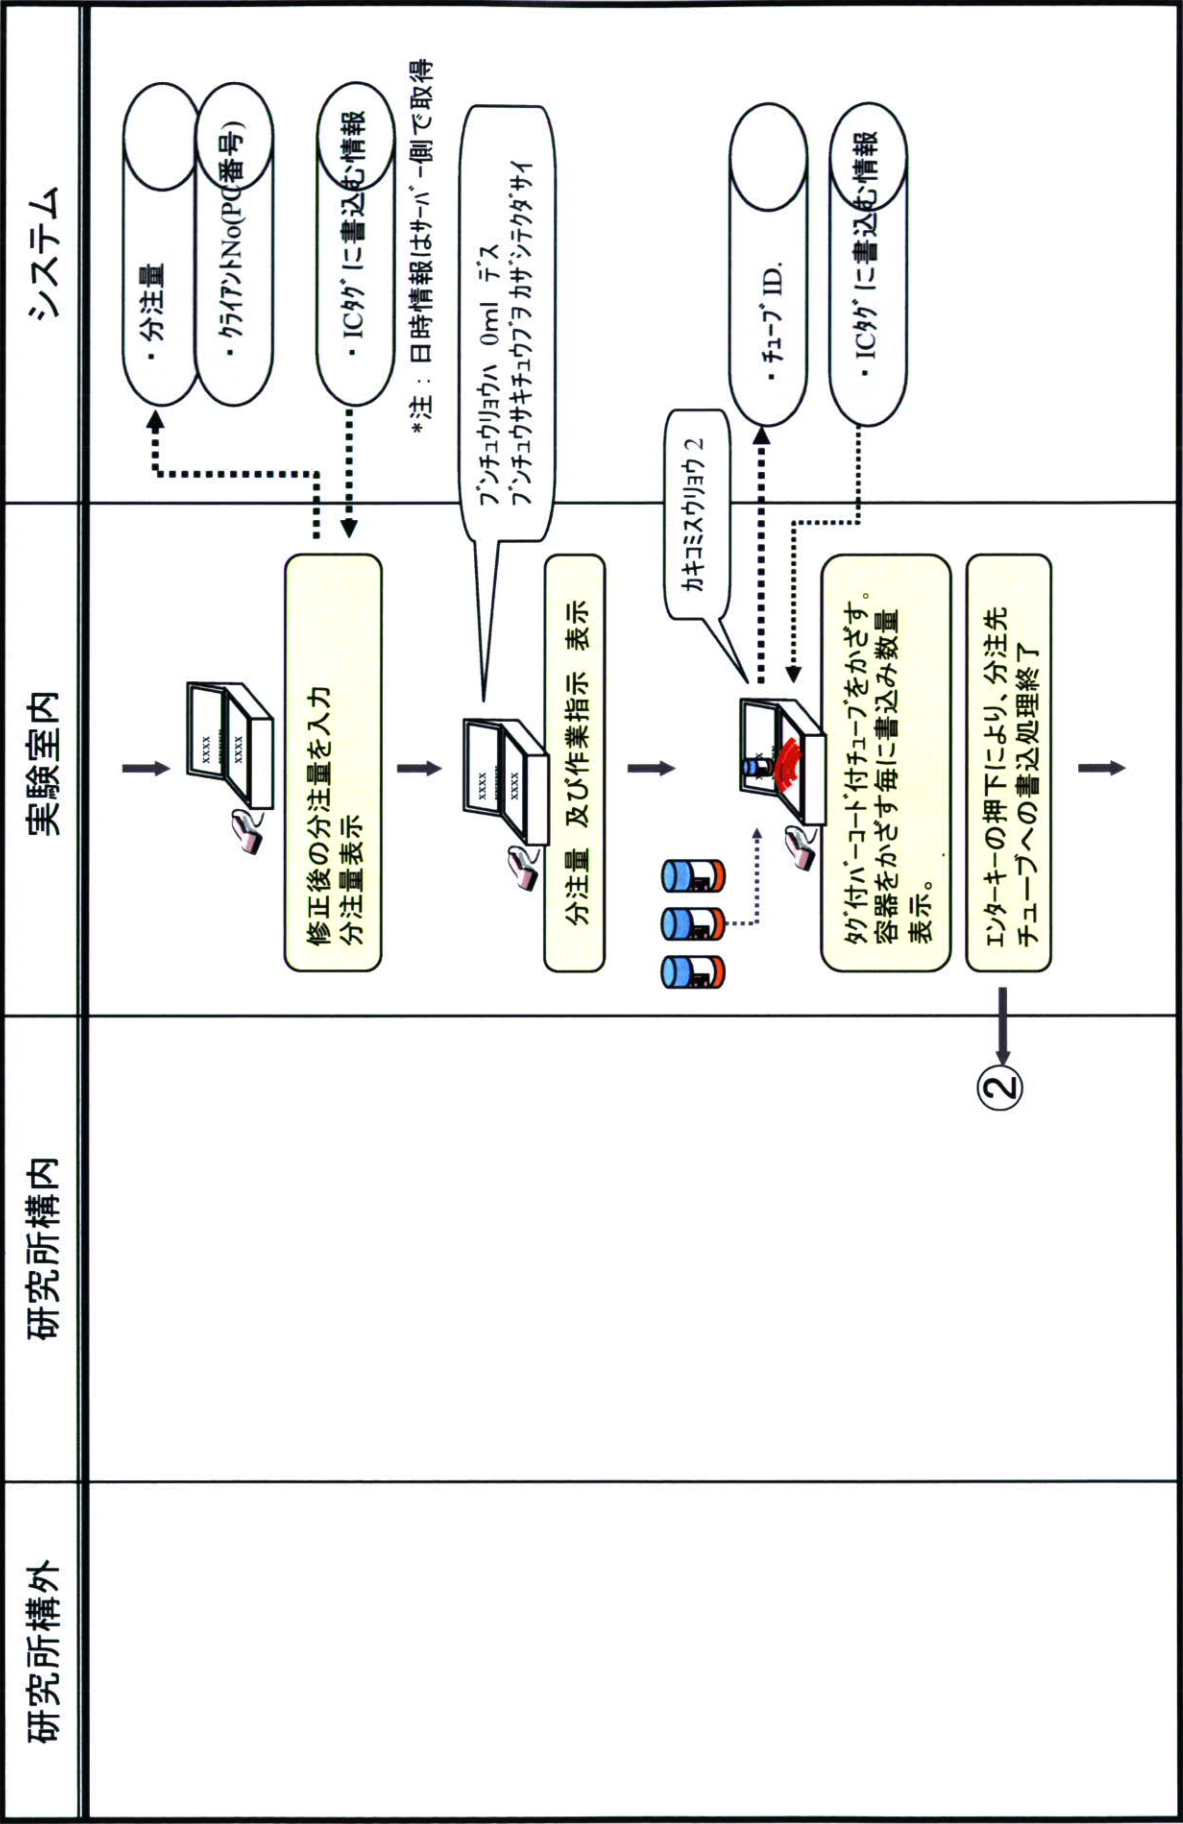 研究所構外
研究所構内
実験室内
システム
・分注量
・ｸﾗｲｱﾝﾄNo(PC番号)
xxxx
xxxx
修正後の分注量を入力
分注量表示
・ICﾀｸﾞに書込む情報
*注：日時情報はｻｰﾊﾞｰ側で取得
ﾌﾞﾝﾁｭｳﾘｮｳﾊ 0ml ﾃﾞｽ
ﾌﾞﾝﾁｭｳｻｷﾁｭｳﾌﾞｦ ｶｻﾞｼﾃｸﾀﾞｻｲ
xxxx
xxxx
分注量 及び作業指示 表示
ｶｷｺﾐｽｳﾘｮｳ 2
・ﾁｭｰﾌﾞID.
・ICﾀｸﾞに書込む情報
ﾀｸﾞ付ﾊﾞｰｺｰﾄﾞ付ﾁｭｰﾌﾞをかざす。
容器をかざす毎に書込み数量
表示。
ｴﾝﾀｰｷｰの押下により、分注先
チューブへの書込処理終了
②